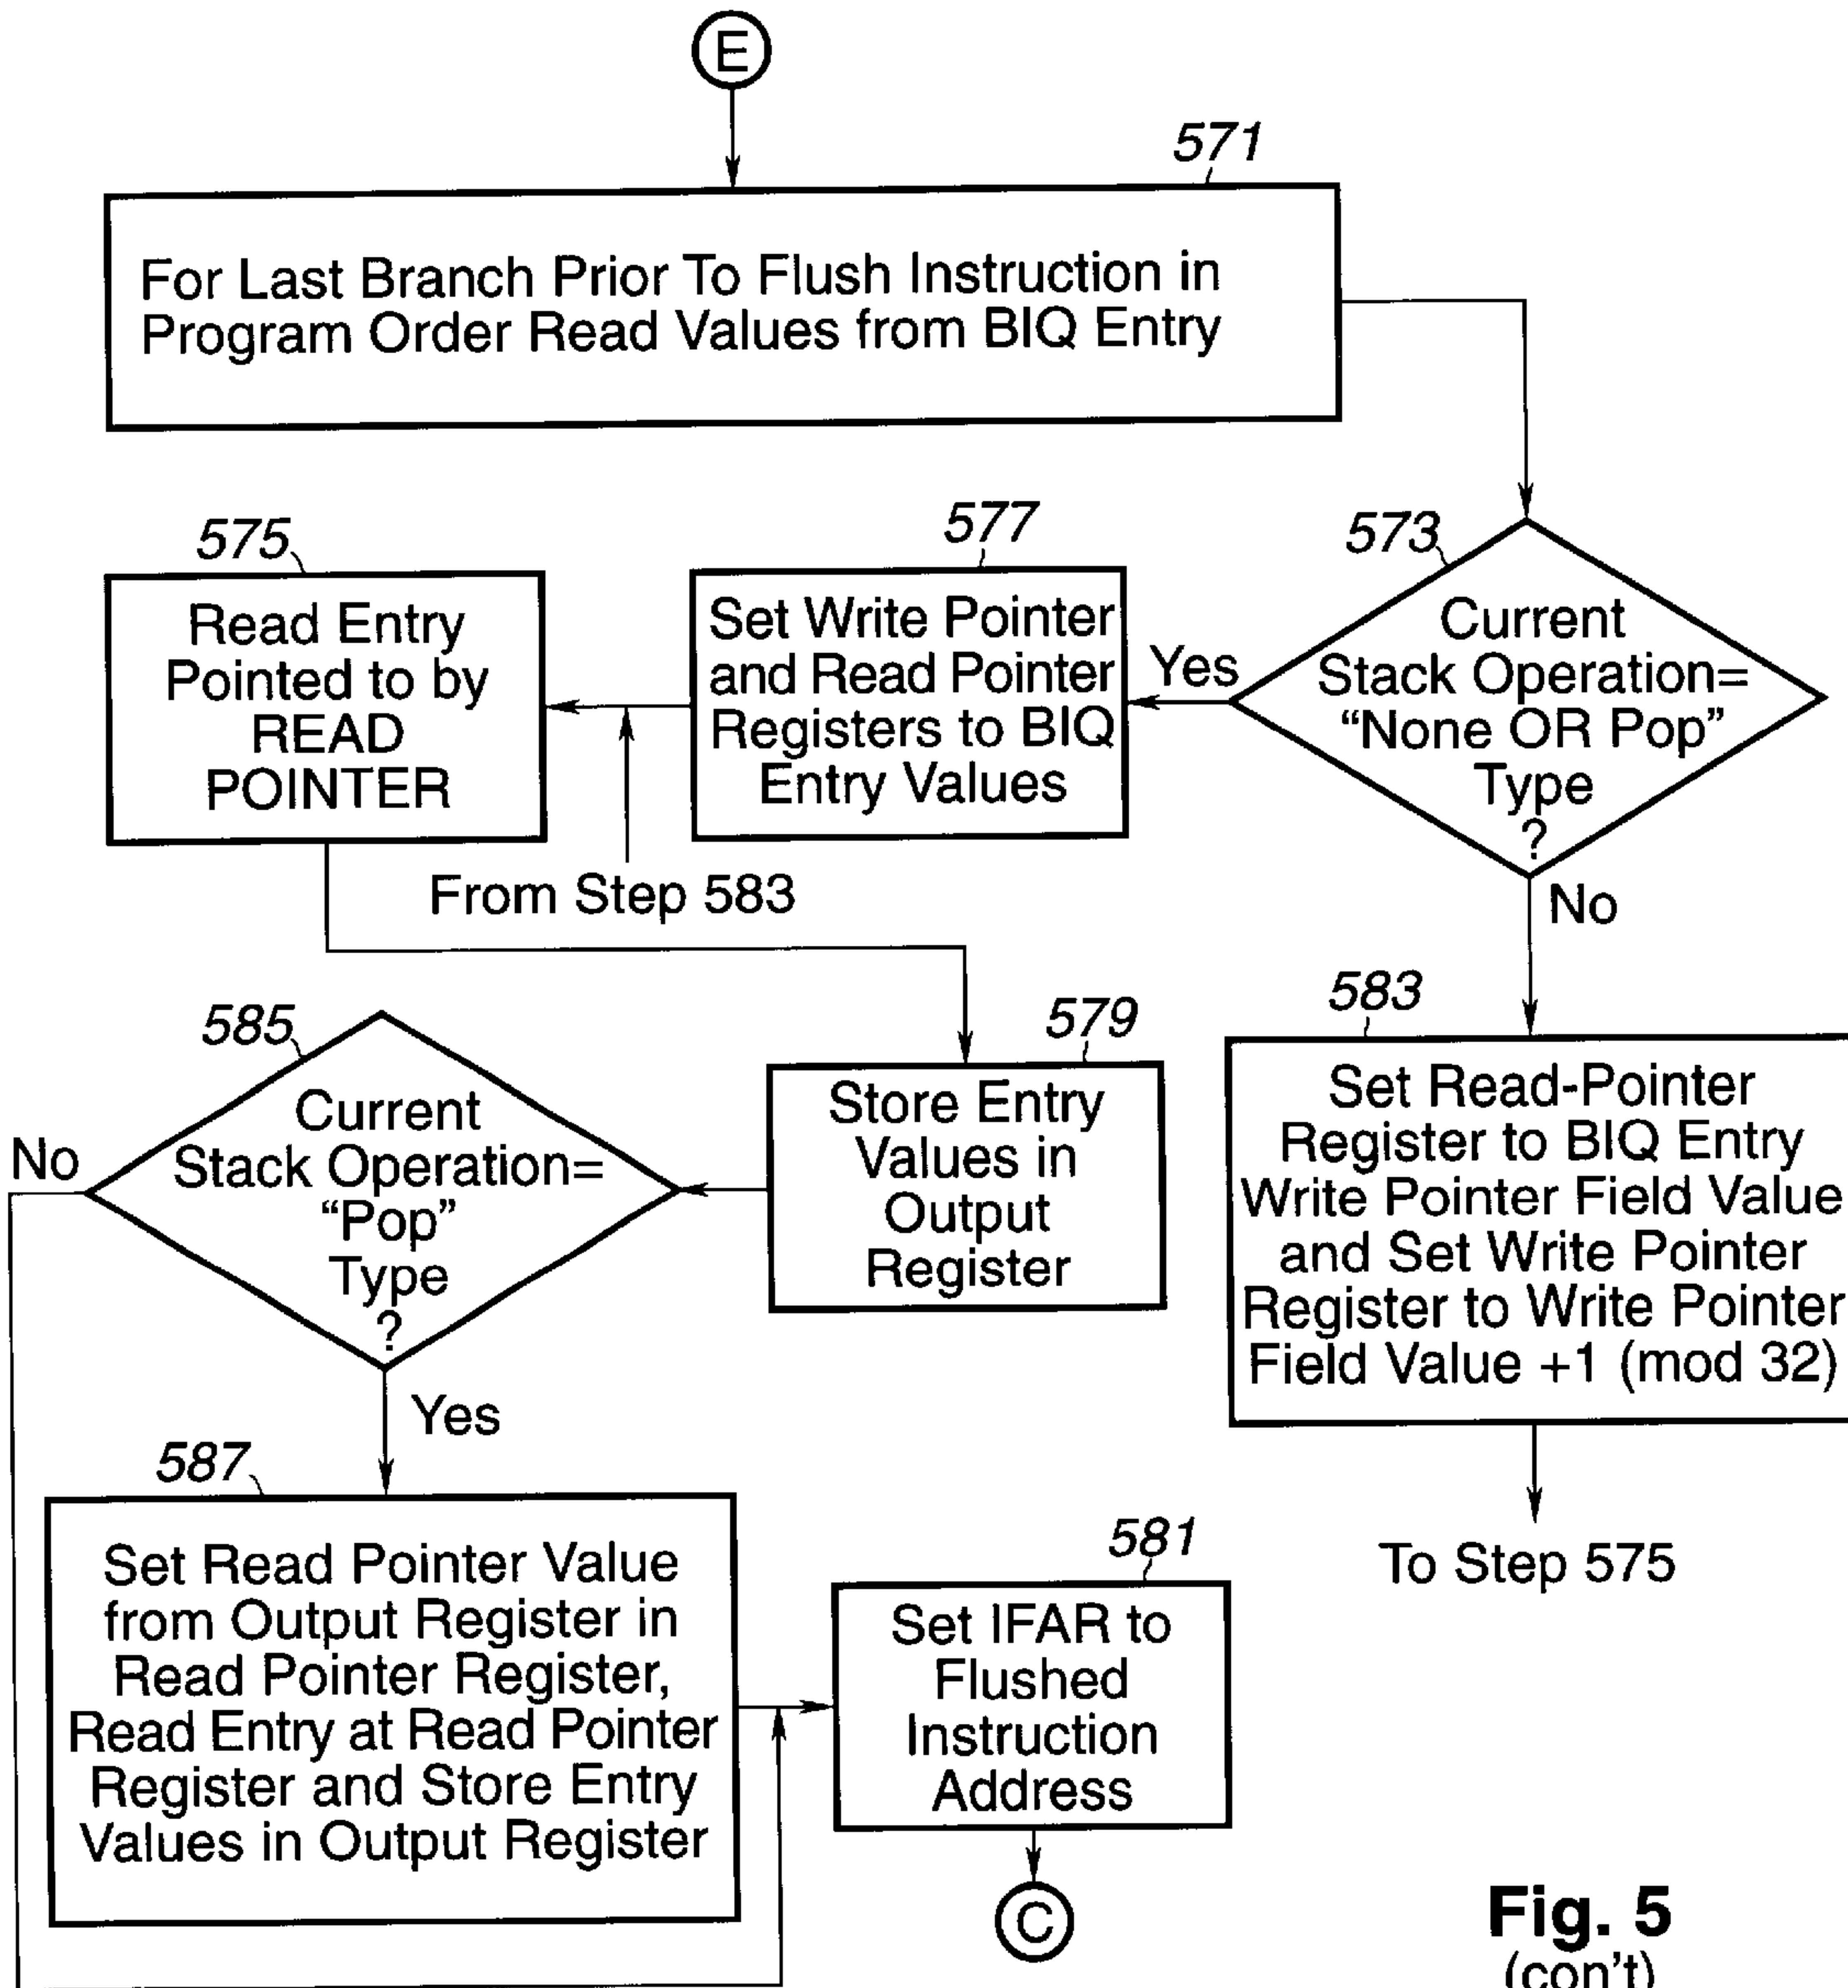 E
571
For Last Branch Prior To Flush Instruction in
Program Order Read Values from BIQ Entry
573
Current
Stack Operation=
“None OR Pop”
Type
?
Yes
No
577
Set Write Pointer
and Read Pointer
Registers to BIQ
Entry Values
575
Read Entry
Pointed to by
READ
POINTER
From Step 583
583
Set Read-Pointer
Register to BIQ Entry
Write Pointer Field Value
and Set Write Pointer
Register to Write Pointer
Field Value +1 (mod 32)
To Step 575
579
Store Entry
Values in
Output
Register
585
Current
Stack Operation=
“Pop”
Type
?
No
Yes
587
Set Read Pointer Value
from Output Register in
Read Pointer Register,
Read Entry at Read Pointer
Register and Store Entry
Values in Output Register
581
Set IFAR to
Flushed
Instruction
Address
C
Fig. 5
(con't)